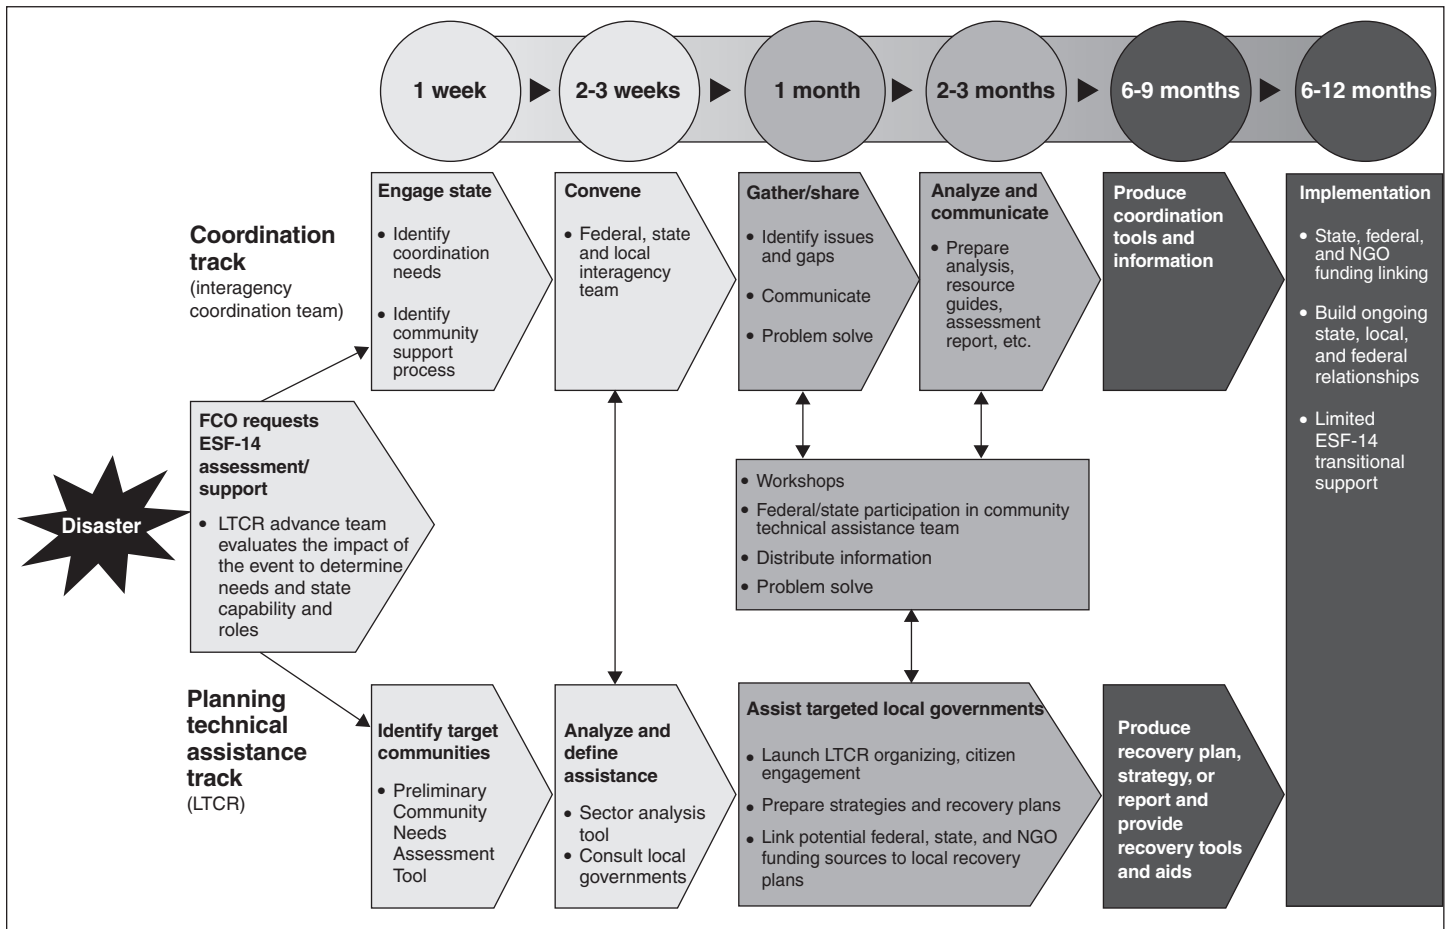 1 week
2-3 weeks
1 month
2-3 months
6-9 months
6-12 months
Coordination
track
(interagency
coordination team)
Engage state
• Identify
coordination
needs
• Identify
community
support
process
Convene
• Federal, state
and local
interagency
team
Gather/share
• Identify issues
and gaps
• Communicate
• Problem solve
Analyze and
communicate
• Prepare
analysis,
resource
guides,
assessment
report, etc.
Produce
coordination
tools and
information
Implementation
• State, federal,
and NGO
funding linking
• Build ongoing
state, local,
and federal
relationships
• Limited
ESF-14
transitional
support
Disaster
FCO requests
ESF-14
assessment/
support
• LTCR advance team
evaluates the impact of
the event to determine
needs and state
capability and
roles
• Workshops
• Federal/state participation in community
technical assistance team
• Distribute information
• Problem solve
Planning
technical
assistance
track
(LTCR)
Identify target
communities
• Preliminary
Community
Needs
Assessment
Tool
Analyze and
define
assistance
• Sector analysis
tool
• Consult local
governments
Assist targeted local governments
• Launch LTCR organizing, citizen
engagement
• Prepare strategies and recovery plans
• Link potential federal, state, and NGO
funding sources to local recovery
plans
Produce
recovery plan,
strategy, or
report and
provide
recovery tools
and aids